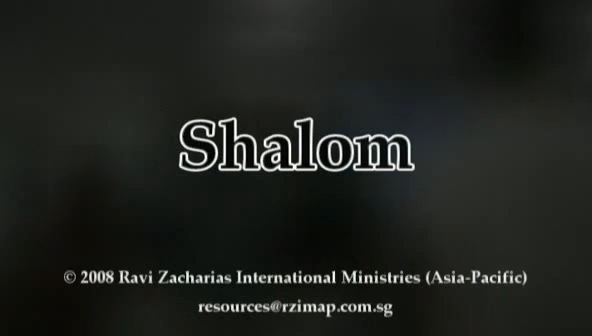 Shalom
© 2008 Ravi Zacharias International Ministries (Asia-Pacific)
resources@rzimap.com.sg